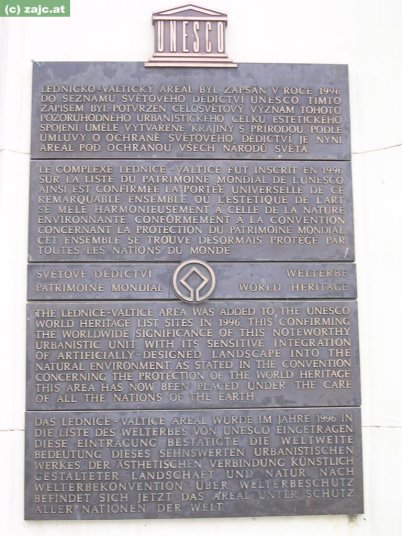 (c) zajc.at
UNESCO
LEDNICKO-VALTICKÝ AREÁL BYL ZAPSÁN V ROCE 1996
DO SEZNAMU SVĚTOVÉHO DĚDICTVÍ UNESCO. TÍMTO
ZÁPISEM BYL POTVRZEN CELOSVĚTOVÝ VÝZNAM TOHOTO
POZORUHODNÉHO URBANISTICKÉHO CELKU, ESTETICKÉHO
SPOJENÍ UMĚLE VYTVÁŘENÉ KRAJINY S PŘÍRODOU. PODLE
ÚMLUVY O OCHRANĚ SVĚTOVÉHO DĚDICTVÍ JE NYNÍ
AREÁL POD OCHRANOU VŠECH NÁRODŮ SVĚTA.
LE COMPLEXE LEDNICE-VALTICE FUT INSCRIT EN 1996
SUR LA LISTE DU PATRIMOINE MONDIAL DE L'UNESCO
AINSI EST CONFIRMÉE LA PORTÉE UNIVERSELLE DE CE
REMARQUABLE ENSEMBLE OÙ L'ESTÉTIQUE DE L'ART
SE MÊLE HARMONIEUSEMENT À CELLE DE LA NATURE
ENVIRONNANTE. CONFORMÉMENT À LA CONVENTION
CONCERNANT LA PROTECTION DU PATRIMOINE MONDIAL
CET ENSEMBLE SE TROUVE DÉSORMAIS PROTÉGÉ PAR
TOUTES LES NATIONS DU MONDE.
SVĚTOVÉ DĚDICTVÍ WELTERBE
PATRIMOINE MONDIAL WORLD HERITAGE
THE LEDNICE-VALTICE AREA WAS ADDED TO THE UNESCO
WORLD HERITAGE LIST SITES IN 1996 THIS CONFIRMING
THE WORLDWIDE SIGNIFICANCE OF THIS NOTEWORTHY
URBANISTIC UNIT WITH ITS SENSITIVE INTEGRATION
OF ARTIFICIALLY-DESIGNED LANDSCAPE INTO THE
NATURAL ENVIRONMENT. AS STATED IN THE CONVENTION
CONCERNING THE PROTECTION OF THE WORLD HERITAGE
THIS AREA HAS NOW BEEN PLACED UNDER THE CARE
OF ALL THE NATIONS OF THE EARTH.
DAS LEDNICE-VALTICE AREAL WURDE IM JAHRE 1996 IN
DIE LISTE DES WELTERBES VON UNESCO EINGETRAGEN
DIESE EINTRAGUNG BESTÄTIGTE DIE WELTWEITE
BEDEUTUNG DIESES SEHNSWERTEN URBANISTISCHEN
WERKES, DER ÄSTHETISCHEN VERBINDUNG KÜNSTLICH
GESTALTETER LANDSCHAFT UND NATUR. NACH
WELTERBEKONVENTION ÜBER WELTERBESCHUTZ
BEFINDET SICH JETZT DAS AREAL UNTER SCHUTZ
ALLER NATIONEN DER WELT.